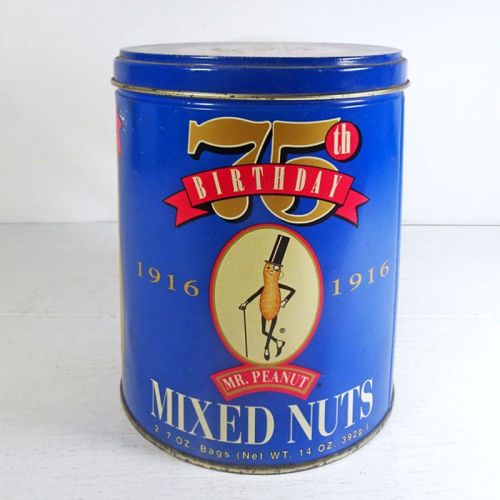 75th
BIRTHDAY
1916 1916
®
MR. PEANUT
MIXED NUTS
2 7 OZ. Bags (Net WT. 14 OZ. 392g.)